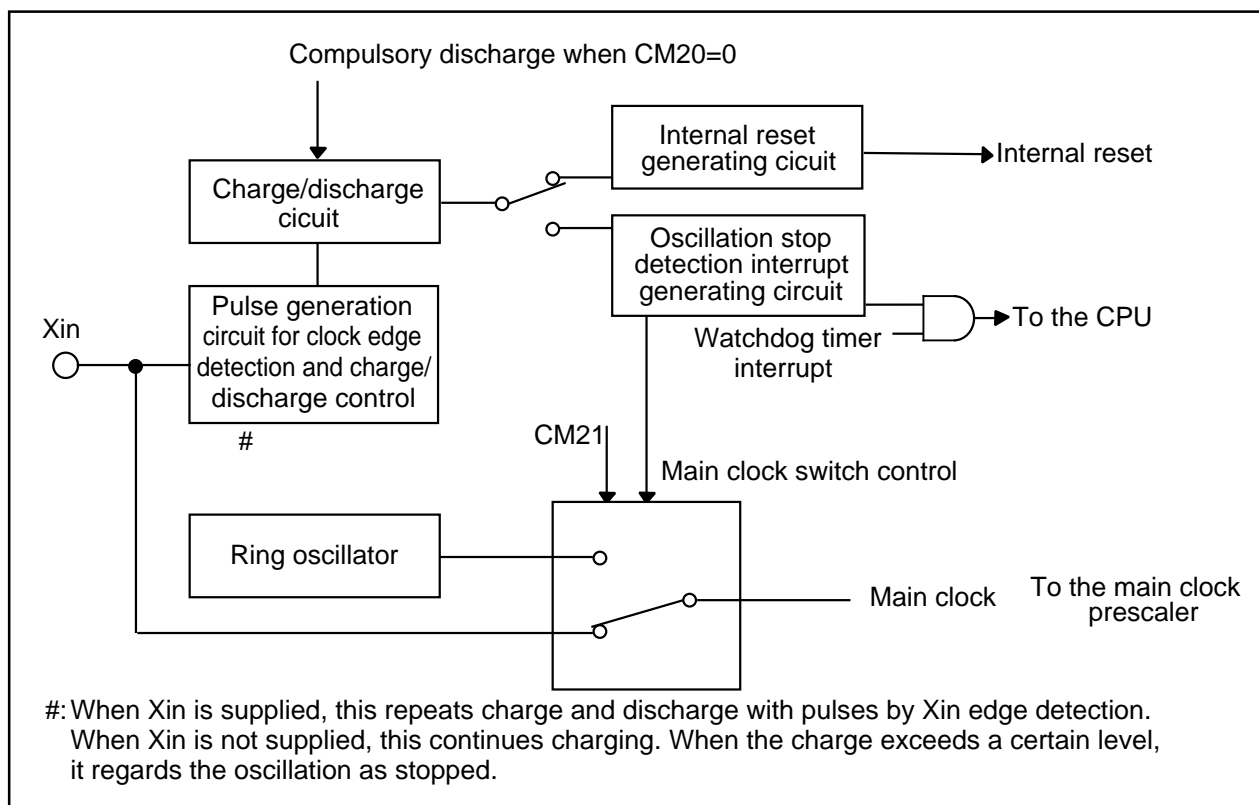 Compulsory discharge when CM20=0
Charge/discharge
cicuit
Internal reset
generating cicuit
Internal reset
Oscillation stop
detection interrupt
generating circuit
Watchdog timer
interrupt
To the CPU
Xin
Pulse generation
circuit for clock edge
detection and charge/
discharge control
#
CM21
Main clock switch control
Ring oscillator
Main clock
To the main clock
prescaler
#: When Xin is supplied, this repeats charge and discharge with pulses by Xin edge detection.
When Xin is not supplied, this continues charging. When the charge exceeds a certain level,
it regards the oscillation as stopped.